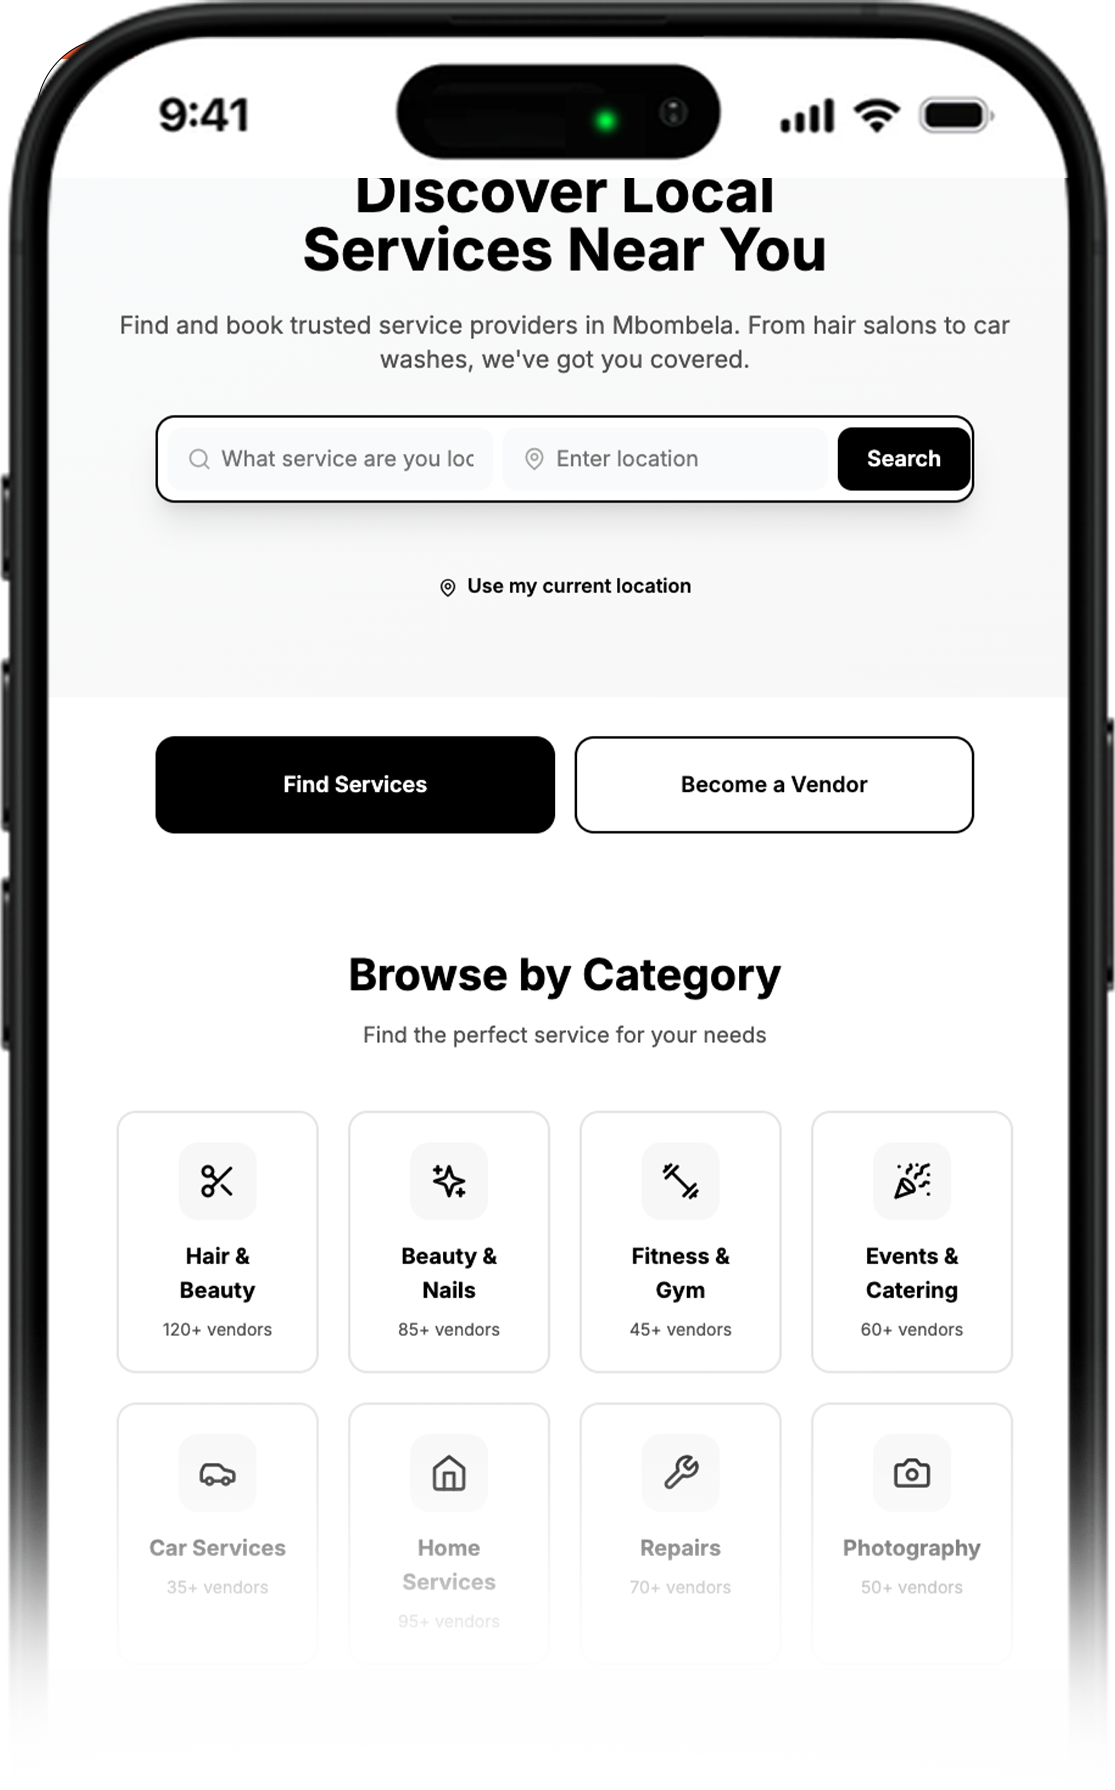 9:41
Discover Local
Services Near You
Find and book trusted service providers in Mbombela. From hair salons to car
washes, we've got you covered.
What service are you loc
Enter location
Search
Use my current location
Find Services
Become a Vendor
Browse by Category
Find the perfect service for your needs
Hair &
Beauty
120+ vendors
Beauty &
Nails
85+ vendors
Fitness &
Gym
45+ vendors
Events &
Catering
60+ vendors
Car Services
35+ vendors
Home
Services
95+ vendors
Repairs
70+ vendors
Photography
50+ vendors